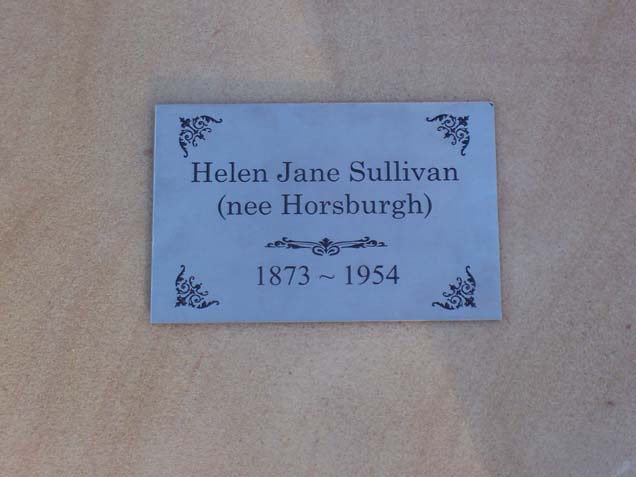 Helen Jane Sullivan
(nee Horsburgh)
1873 ~ 1954